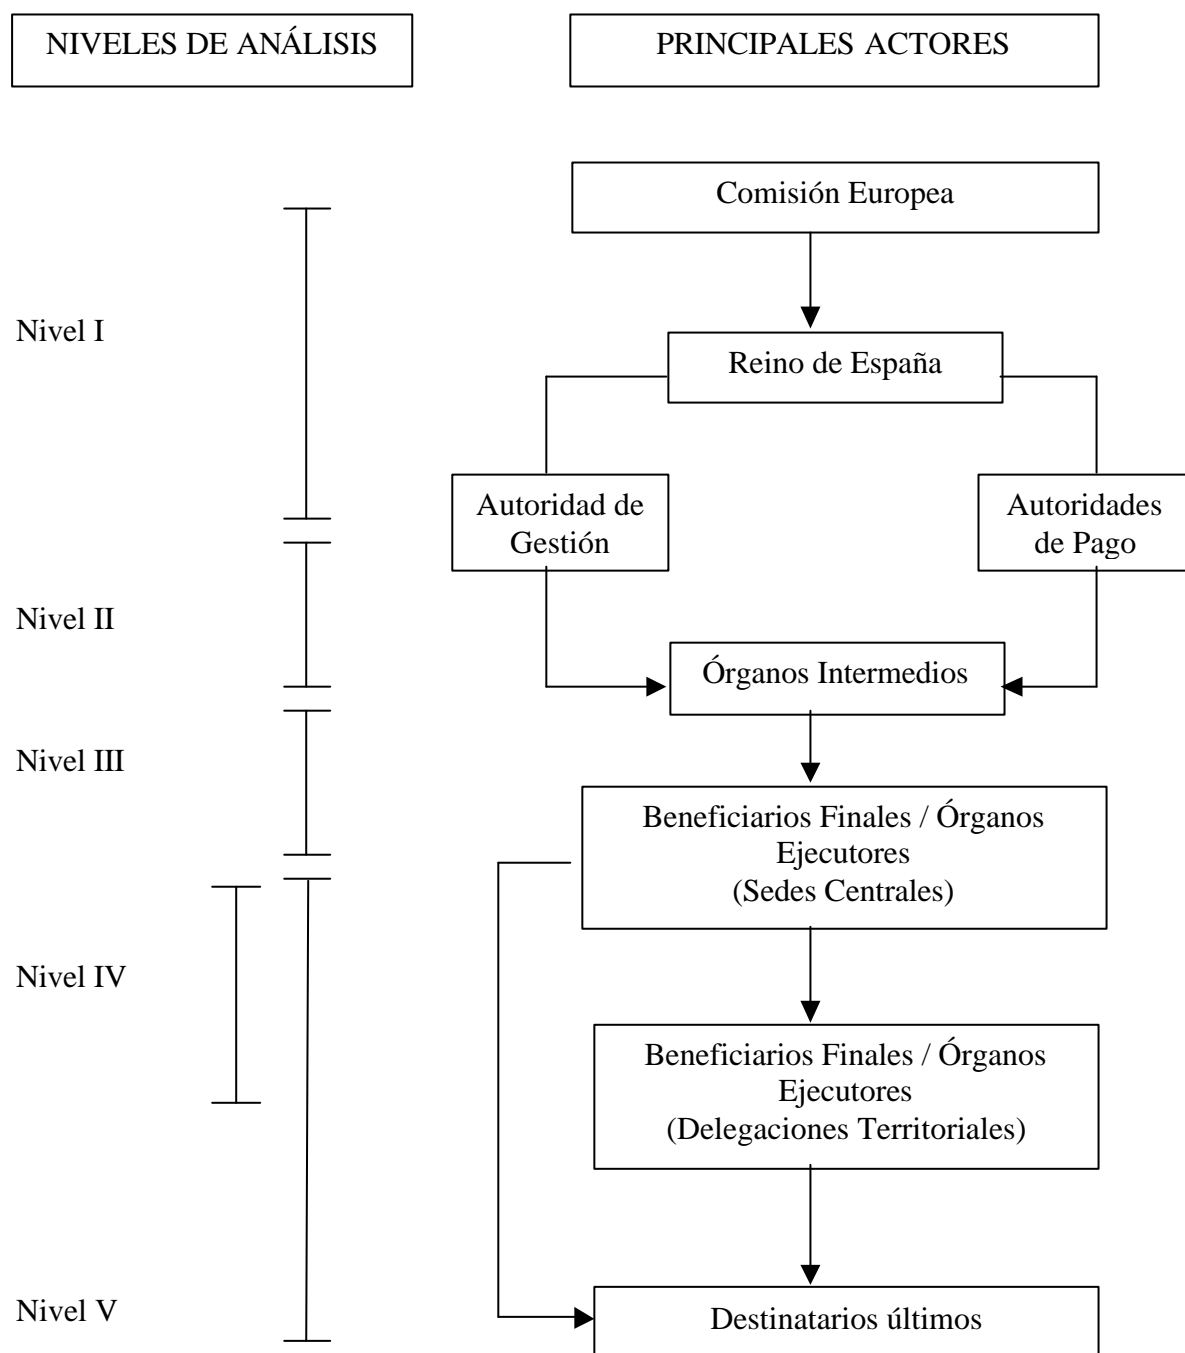 NIVELES DE ANÁLISIS
PRINCIPALES ACTORES
Comisión Europea
Nivel I
Reino de España
Autoridad de
Gestión
Autoridades
de Pago
Nivel II
Órganos Intermedios
Nivel III
Beneficiarios Finales / Órganos
Ejecutores
(Sedes Centrales)
Nivel IV
Beneficiarios Finales / Órganos
Ejecutores
(Delegaciones Territoriales)
Nivel V
Destinatarios últimos